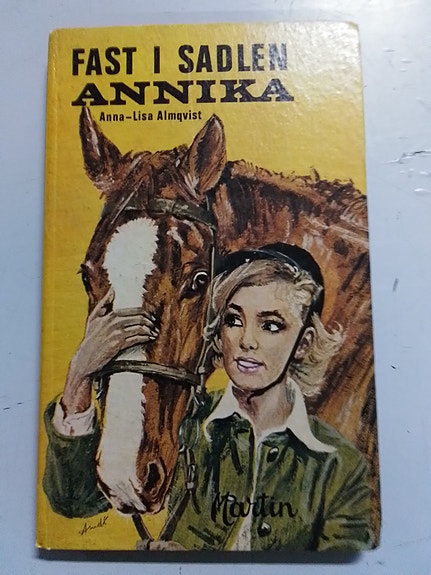 FAST I SADLEN
ANNIKA
Anna-Lisa Almqvist
Martin